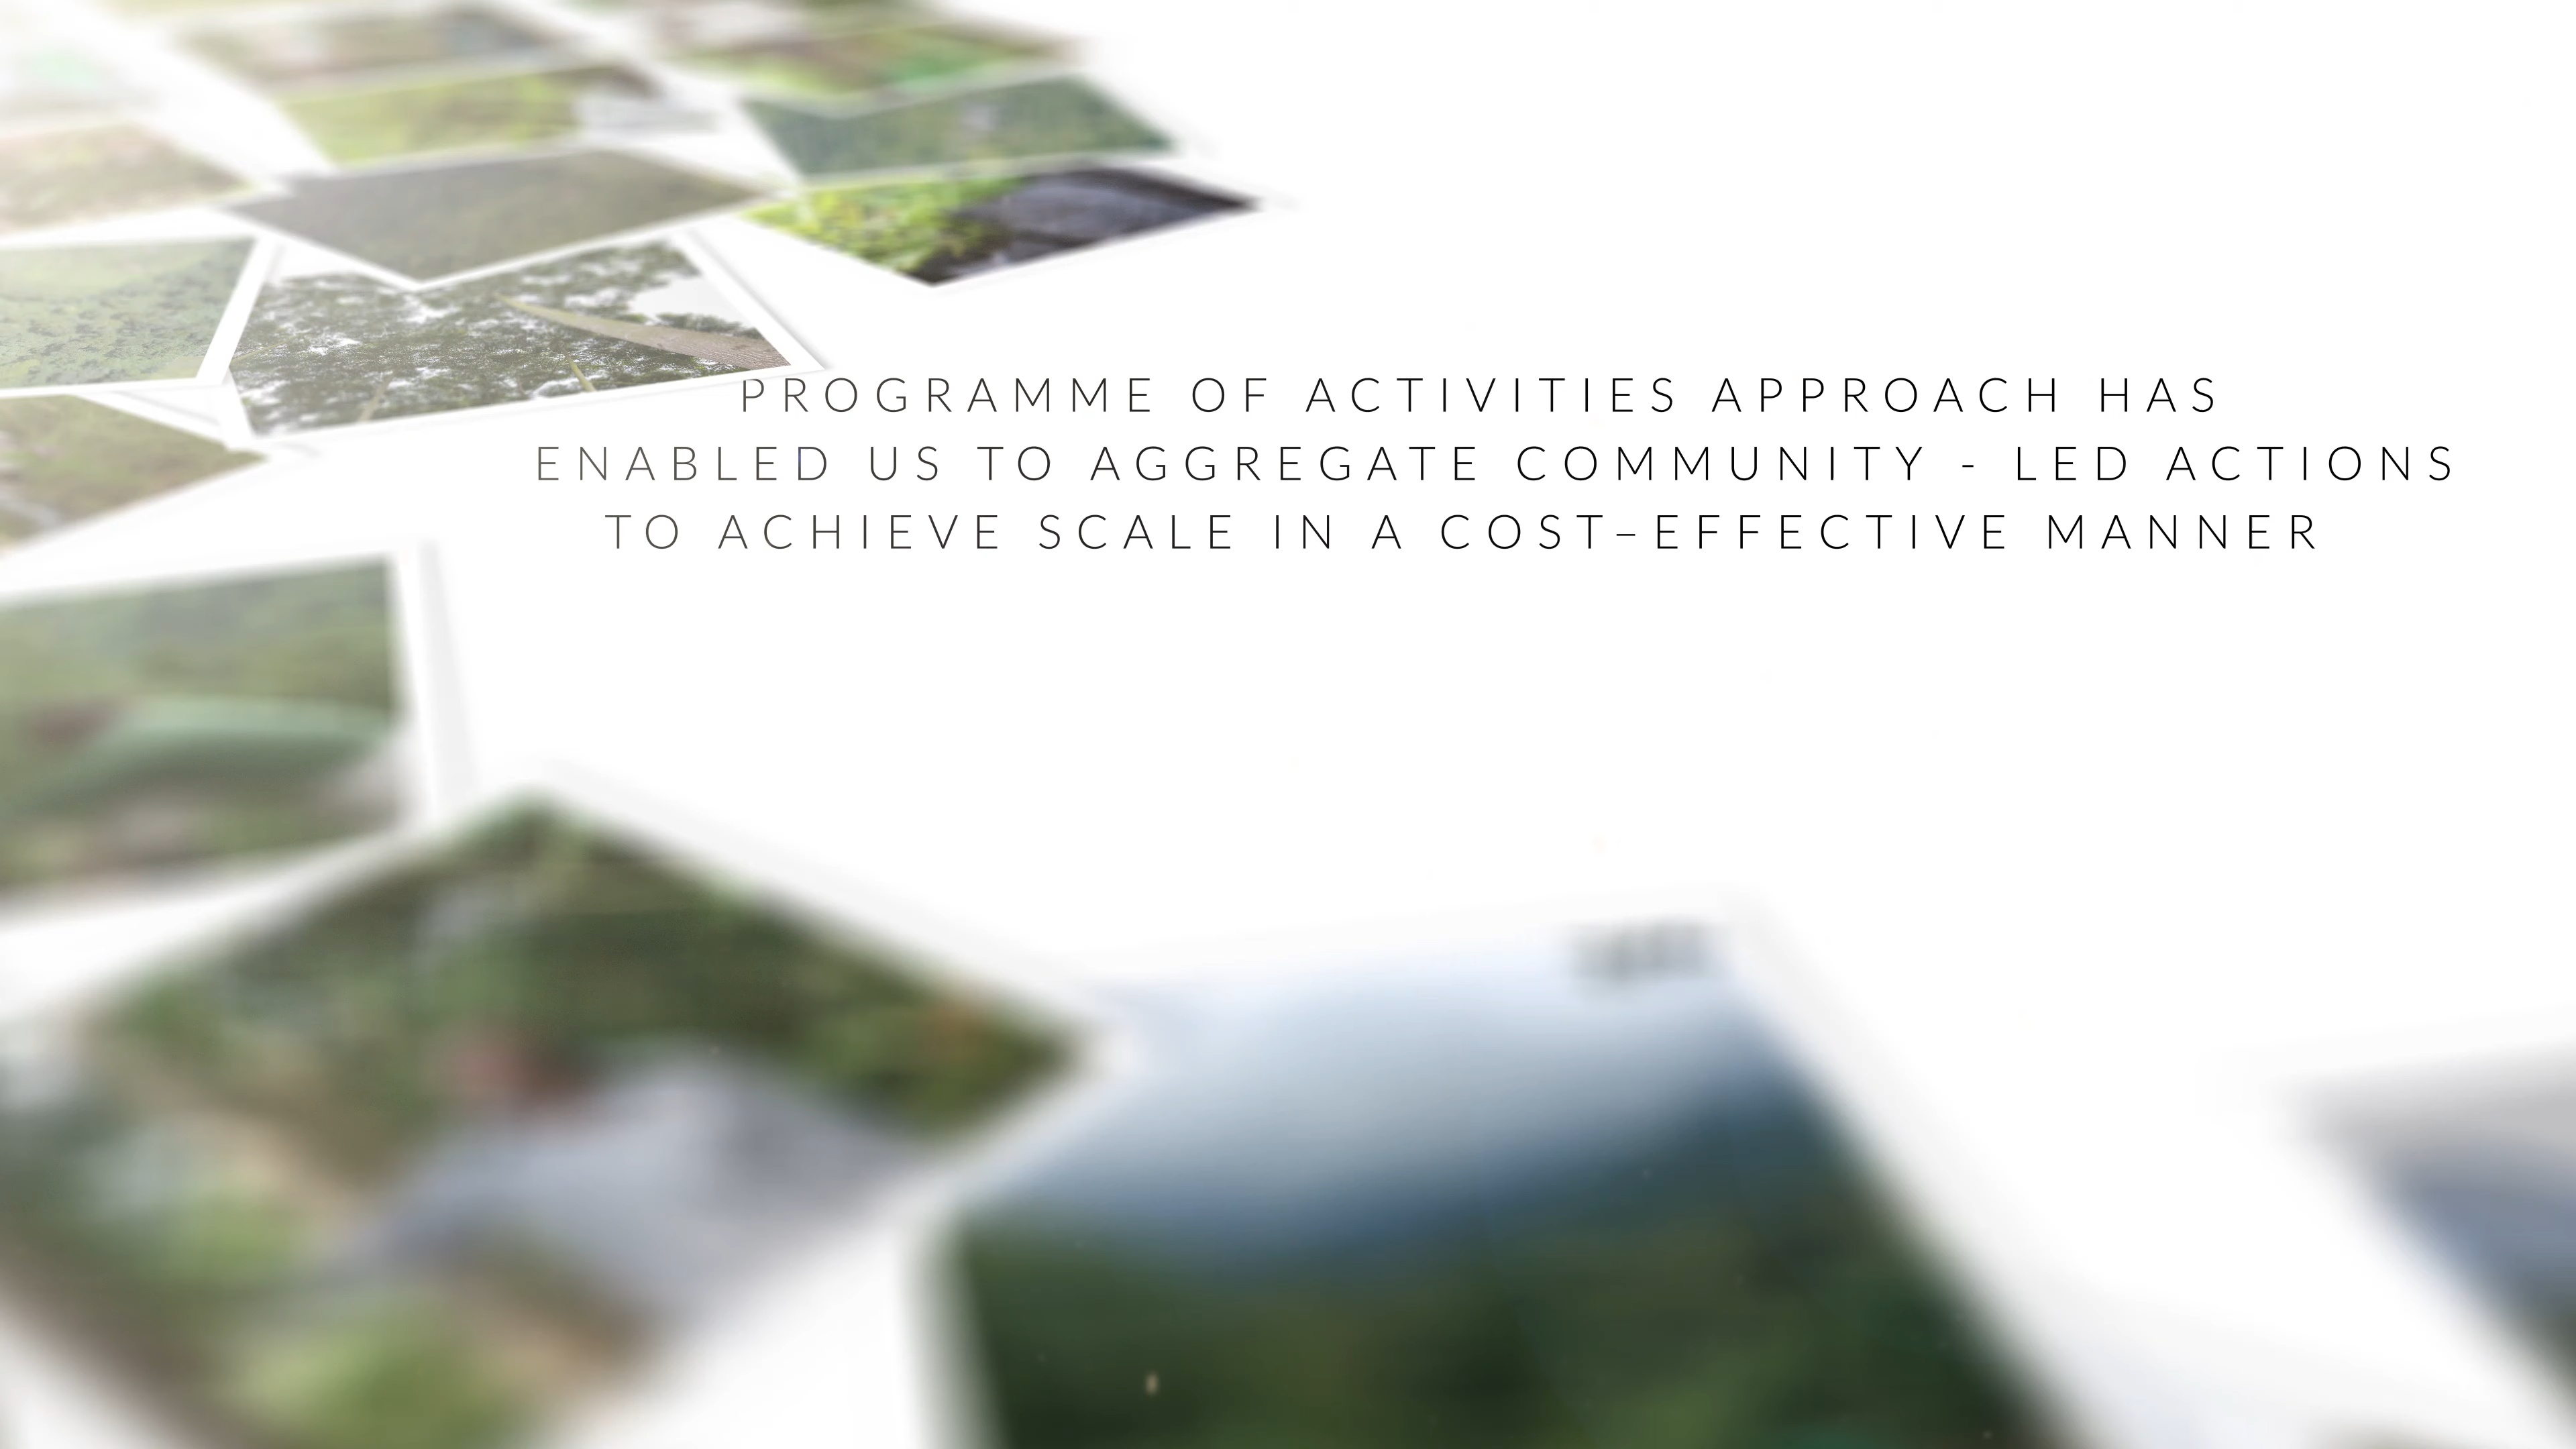 PROGRAMME OF ACTIVITIES APPROACH HAS
ENABLED US TO AGGREGATE COMMUNITY - LED ACTIONS
TO ACHIEVE SCALE IN A COST–EFFECTIVE MANNER